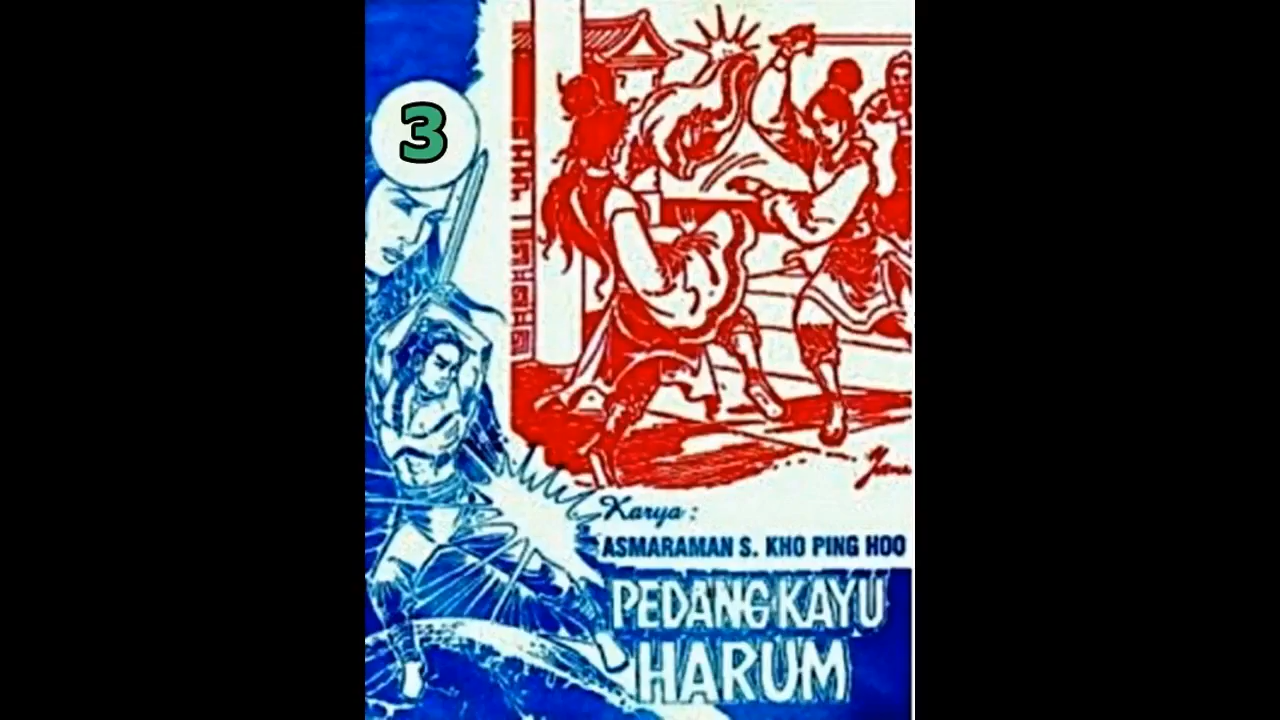 3
Karya :
ASMARAMAN S. KHO PING HOO
PEDANG KAYU
HARUM